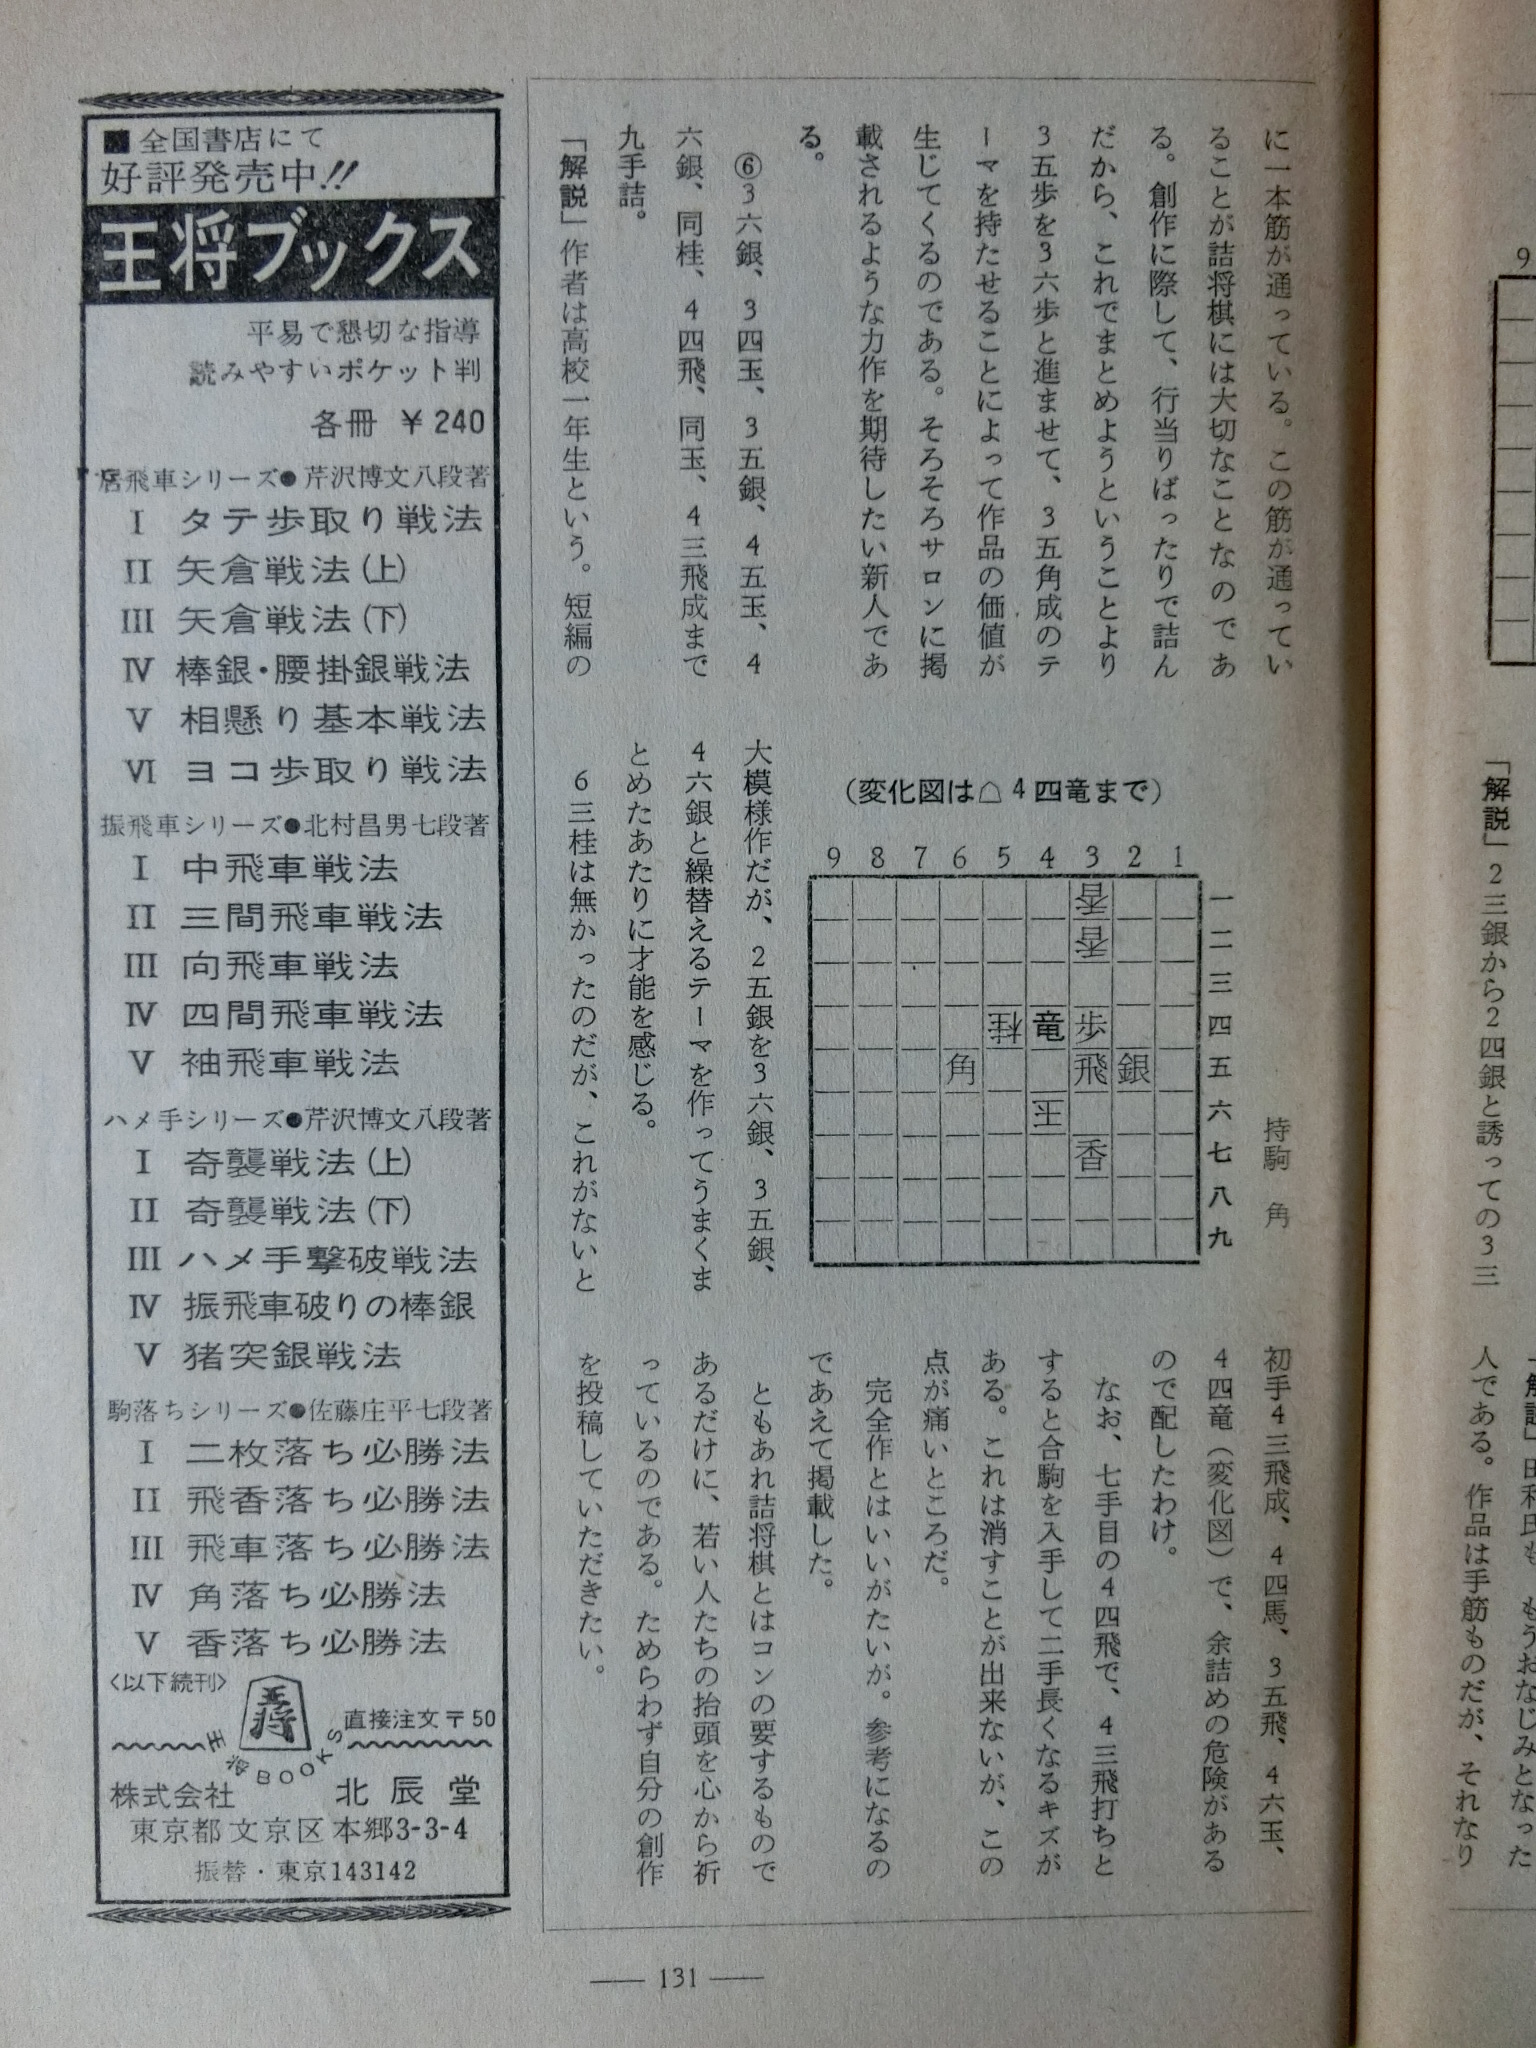 に一本筋が通っている。この筋が通ってい
ることが詰将棋には大切なことなのであ
る。創作に際して、行当りばったりで詰ん
だから、これでまとめようということより
3五歩を3六歩と進ませて、3五角成のテ
ーマを持たせることによって作品の価値が
生じてくるのである。そろそろサロンに掲
載されるような力作を期待したい新人であ
る。
⑥3六銀、3四玉、3五銀、4五玉、4
六銀、同桂、4四飛、同玉、4三飛成まで
九手詰。
「解説」作者は高校一年生という。短編の
(変化図は△4四竜まで)
9 8 7 6 5 4 3 2 1
香 一
香 二
三
桂 竜 歩 四
角 飛 銀 五
玉 六
香 七
八
九
持駒 角
大模様作だが、2五銀を3六銀、3五銀、
4六銀と繰替えるテーマを作ってうまくま
とめたあたりに才能を感じる。
6三桂は無かったのだが、これがないと
初手4三飛成、4四馬、3五飛、4六玉、
4四竜(変化図)で、余詰めの危険がある
ので配したわけ。
なお、七手目の4四飛で、4三飛打ちと
すると合駒を入手して二手長くなるキズが
ある。これは消すことが出来ないが、この
点が痛いところだ。
完全作とはいいがたいが。参考になるの
であえて掲載した。
ともあれ詰将棋とはコンの要するもので
あるだけに、若い人たちの抬頭を心から祈
っているのである。ためらわず自分の創作
を投稿していただきたい。
■全国書店にて
好評発売中!!
王将ブックス
平易で懇切な指導
読みやすいポケット判
各冊 ¥240
居飛車シリーズ●芹沢博文八段著
I タテ歩取り戦法
II 矢倉戦法(上)
III 矢倉戦法(下)
IV 棒銀・腰掛銀戦法
V 相懸り基本戦法
VI ヨコ歩取り戦法
振飛車シリーズ●北村昌男七段著
I 中飛車戦法
II 三間飛車戦法
III 向飛車戦法
IV 四間飛車戦法
V 袖飛車戦法
ハメ手シリーズ●芹沢博文八段著
I 奇襲戦法(上)
II 奇襲戦法(下)
III ハメ手撃破戦法
IV 振飛車破りの棒銀
V 猪突銀戦法
駒落ちシリーズ●佐藤庄平七段著
I 二枚落ち必勝法
II 飛香落ち必勝法
III 飛車落ち必勝法
IV 角落ち必勝法
V 香落ち必勝法
<以下続刊>
王将
王将BOOKS
直接注文〒50
株式会社 北辰堂
東京都文京区本郷3-3-4
振替・東京143142
— 131 —
9
「解説」2三銀から2四銀と誘っての3三
人である。作品は手筋ものだが、それなり